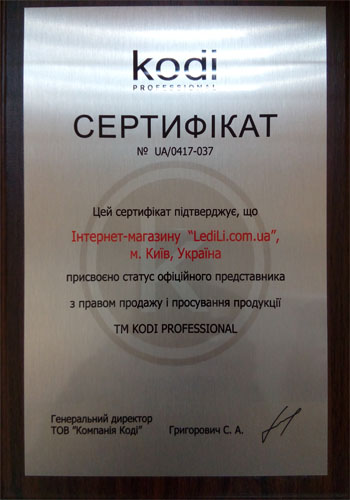 kodi
PROFESSIONAL
СЕРТИФІКАТ
№ UA/0417-037
Цей сертифікат підтверджує, що
Інтернет-магазину "LediLi.com.ua",
м. Київ, Україна
присвоєно статус офіційного представника
з правом продажу і просування продукції
ТМ KODI PROFESSIONAL
Генеральний директор
ТОВ "Компанія Коді"
Григорович С. А.